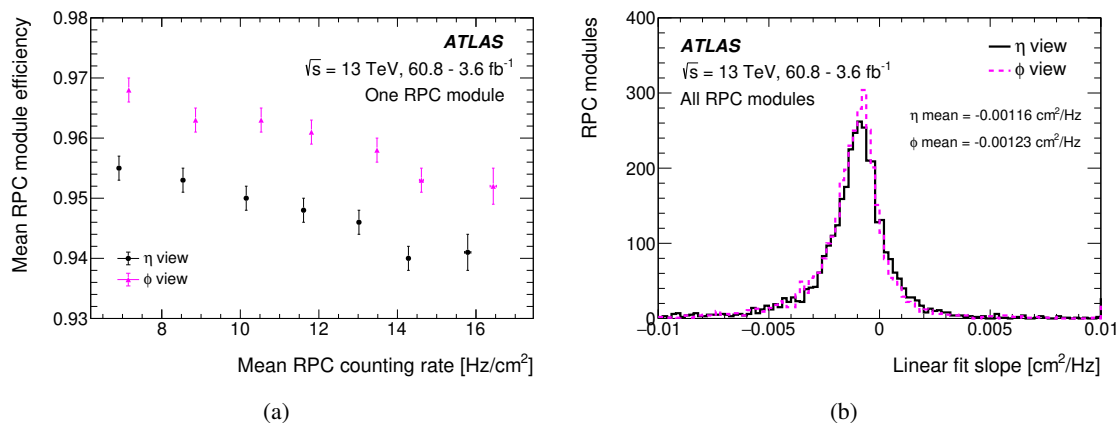 0.98
0.97
0.96
0.95
0.94
0.93
Mean RPC module efficiency
ATLAS
√s = 13 TeV, 60.8 - 3.6 fb⁻¹
One RPC module
η view
ϕ view
8 10 12 14 16
Mean RPC counting rate [Hz/cm²]
(a)
400
300
200
100
0
RPC modules
ATLAS
√s = 13 TeV, 60.8 - 3.6 fb⁻¹
All RPC modules
η view
ϕ view
η mean = -0.00116 cm²/Hz
ϕ mean = -0.00123 cm²/Hz
−0.01 −0.005 0 0.005 0.01
Linear fit slope [cm²/Hz]
(b)